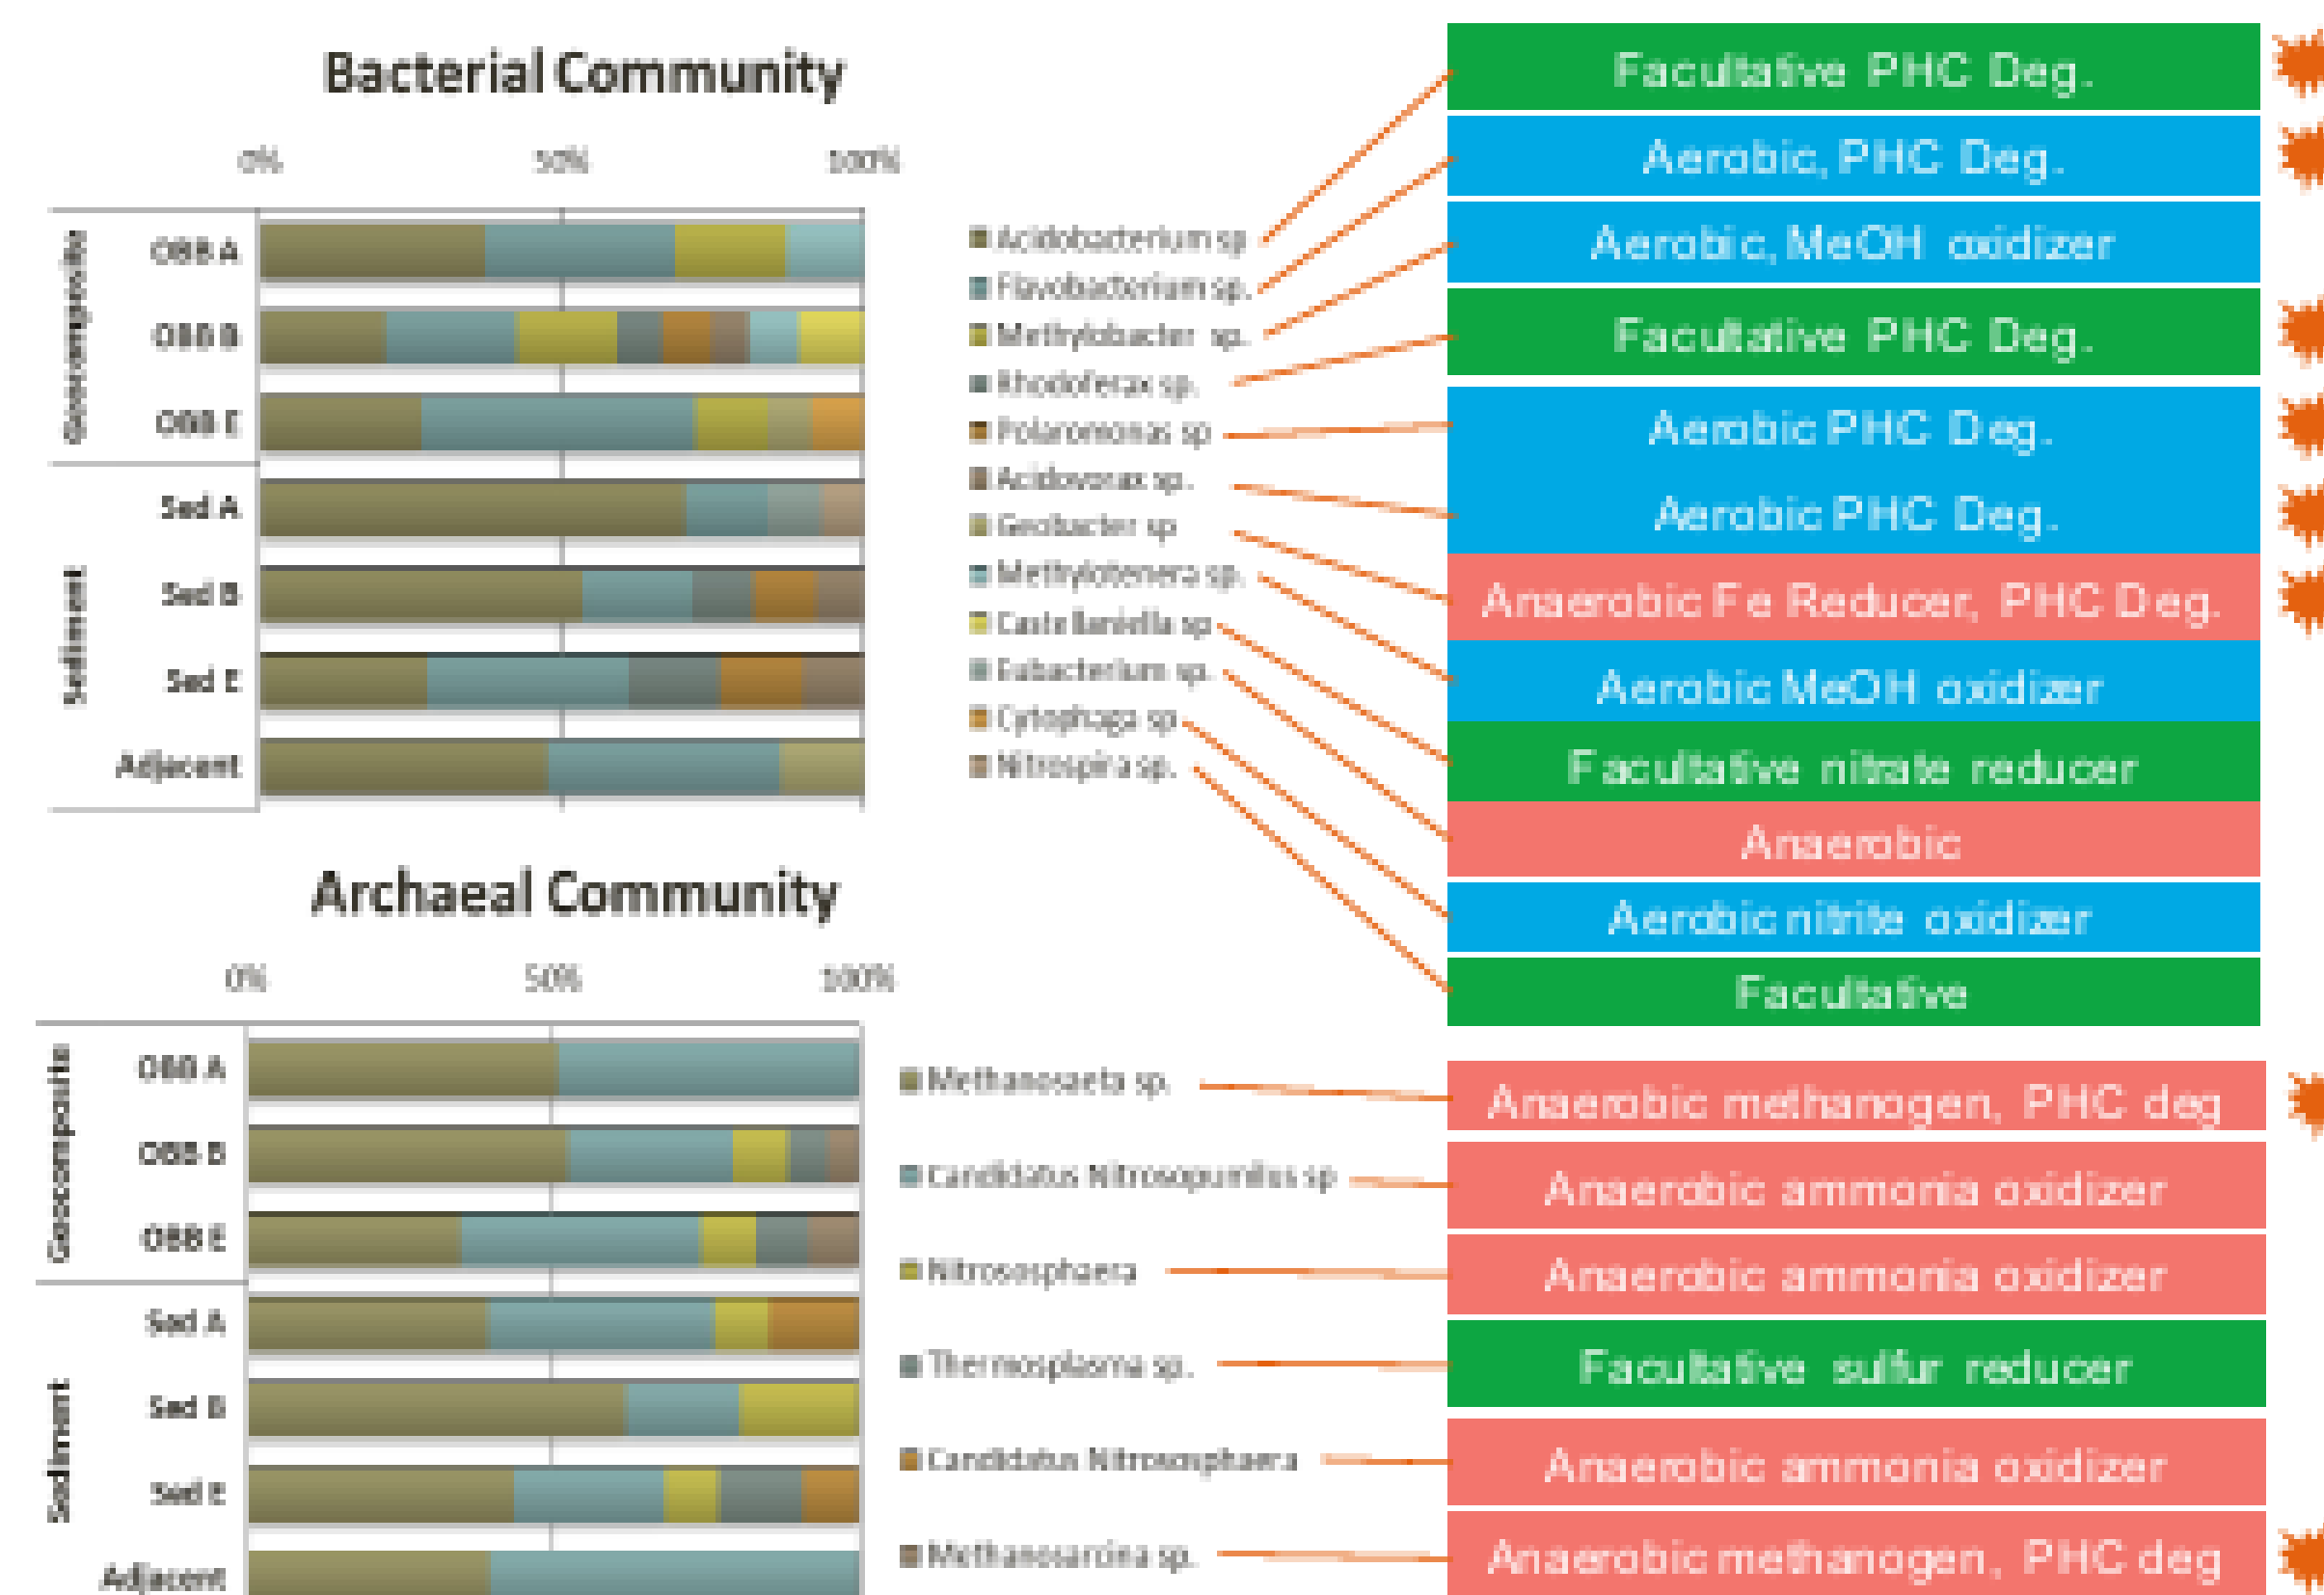 Bacterial Community
0% 50% 100%
Geocomposite
OBB A
OBB B
OBB E
Sediment
Sed A
Sed B
Sed E
Adjacent
Acidobacterium sp
Flavobacterium sp.
Methylobacter sp.
Rhodoferax sp.
Polaromonas sp
Acidovorax sp.
Geobacter sp
Methylotenera sp.
Castellaniella sp
Eubacterium sp.
Cytophaga sp
Nitrospina sp.
Facultative PHC Deg.
Aerobic, PHC Deg.
Aerobic, MeOH oxidizer
Facultative PHC Deg.
Aerobic PHC Deg.
Aerobic PHC Deg.
Anaerobic Fe Reducer, PHC Deg.
Aerobic MeOH oxidizer
Facultative nitrate reducer
Anaerobic
Aerobic nitrite oxidizer
Facultative
Archaeal Community
0% 50% 100%
Geocomposite
OBB A
OBB B
OBB E
Sediment
Sed A
Sed B
Sed E
Adjacent
Methanosaeta sp.
Candidatus Nitrosopumilus sp
Nitrososphaera
Thermosplasma sp.
Candidatus Nitrososphaera
Methanosarcina sp.
Anaerobic methanogen, PHC deg
Anaerobic ammonia oxidizer
Anaerobic ammonia oxidizer
Facultative sulfur reducer
Anaerobic ammonia oxidizer
Anaerobic methanogen, PHC deg